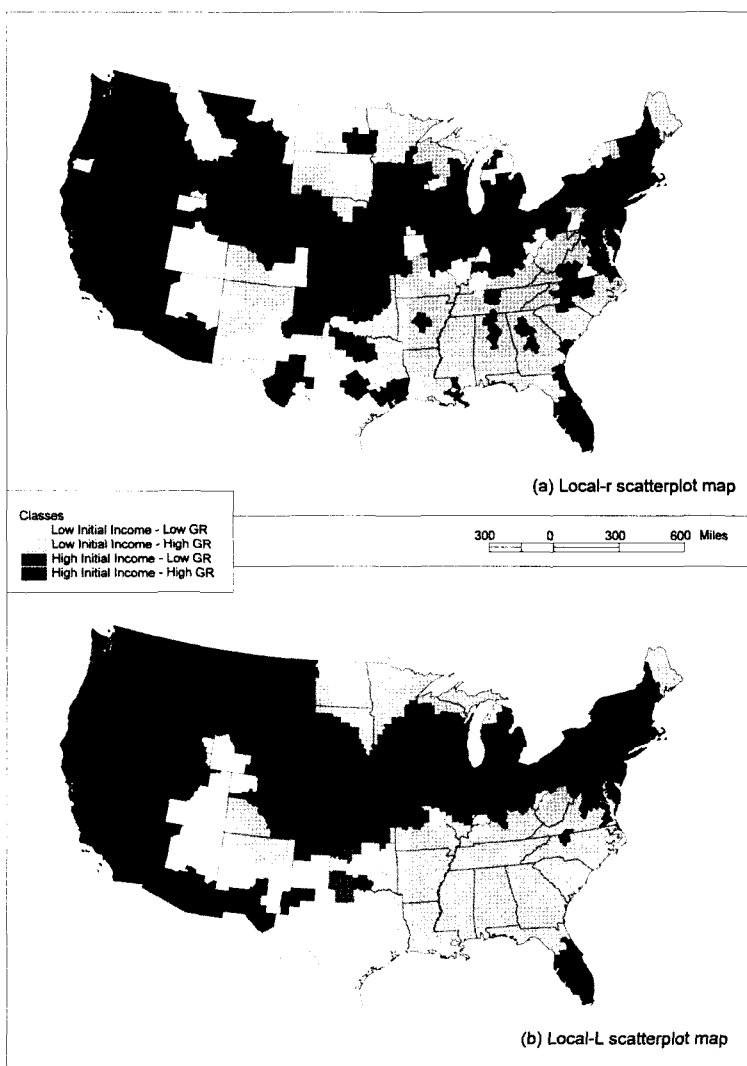 (a) Local-r scatterplot map
Classes
Low Initial Income - Low GR
Low Initial Income - High GR
High Initial Income - Low GR
High Initial Income - High GR
300 0 300 600 Miles
(b) Local-L scatterplot map